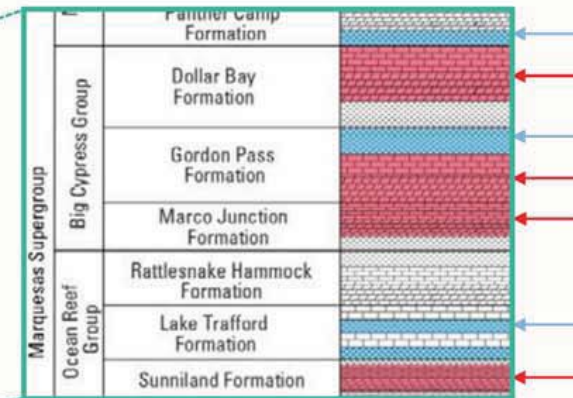 Panther Camp
Formation
Dollar Bay
Formation
Gordon Pass
Formation
Marco Junction
Formation
Rattlesnake Hammock
Formation
Lake Trafford
Formation
Sunniland Formation
Big Cypress Group
Ocean Reef
Group
Marquesas Supergroup